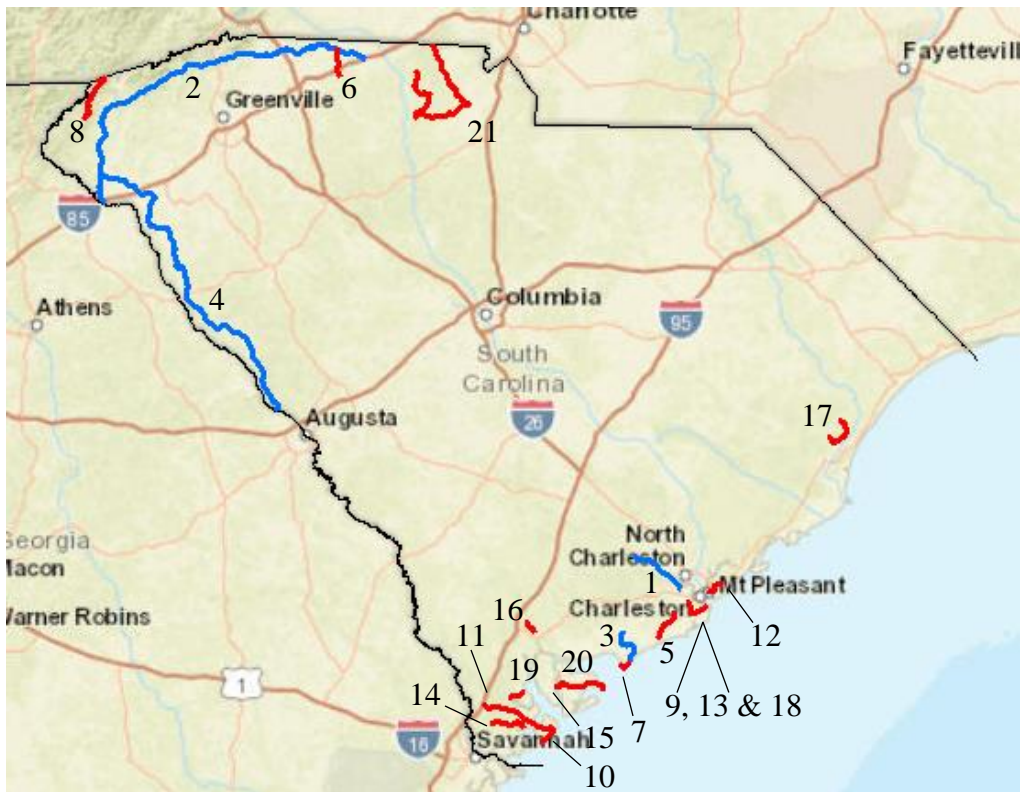 Charlotte
Fayettevill
2
Greenville
6
8
21
85
4
Athens
Columbia
95
South
Carolina
26
17
Augusta
Georgia
Macon
North
Charleston
1
Mt Pleasant
Warner Robins
16
Charleston
12
3
5
11
19
20
1
14
9, 13 & 18
7
15
16
Savannah
10